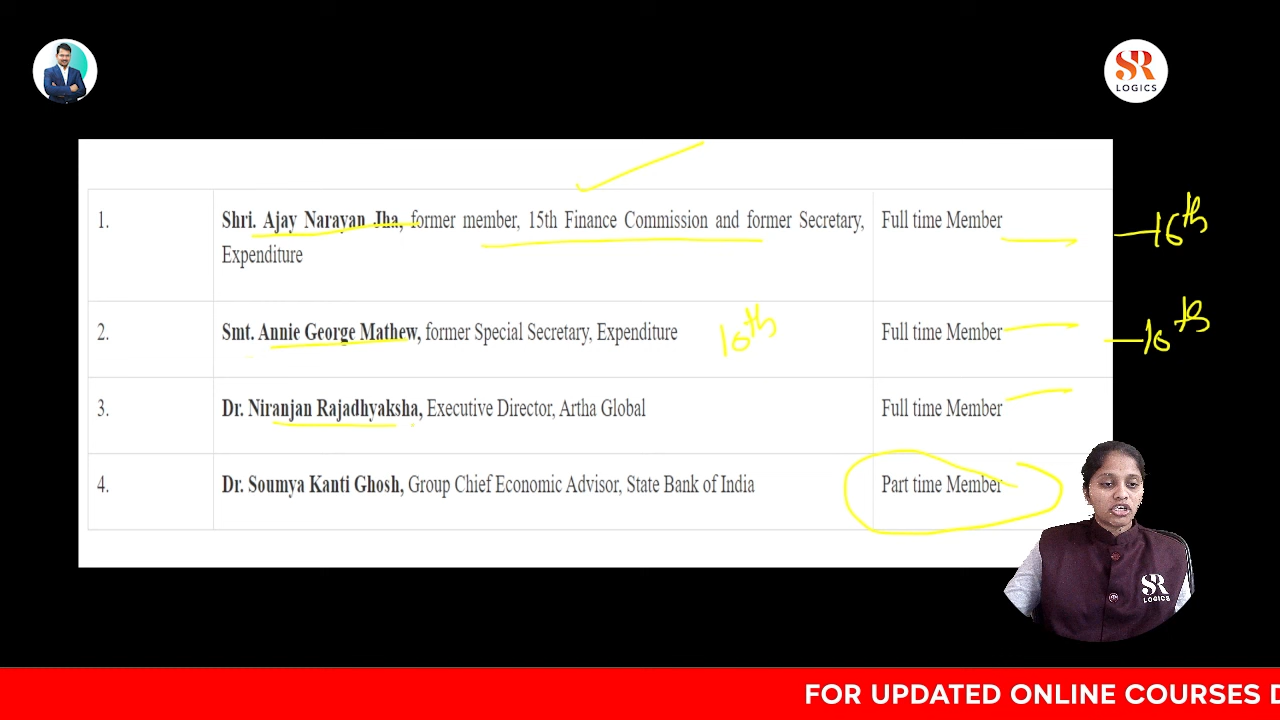 SR
LOGICS
1. Shri. Ajay Narayan Jha, former member, 15th Finance Commission and former Secretary, Full time Member
Expenditure
16th
2. Smt. Annie George Mathew, former Special Secretary, Expenditure 16th Full time Member
16th
3. Dr. Niranjan Rajadhyaksha, Executive Director, Artha Global Full time Member
4. Dr. Soumya Kanti Ghosh, Group Chief Economic Advisor, State Bank of India Part time Member
SR
LOGICS
FOR UPDATED ONLINE COURSES D